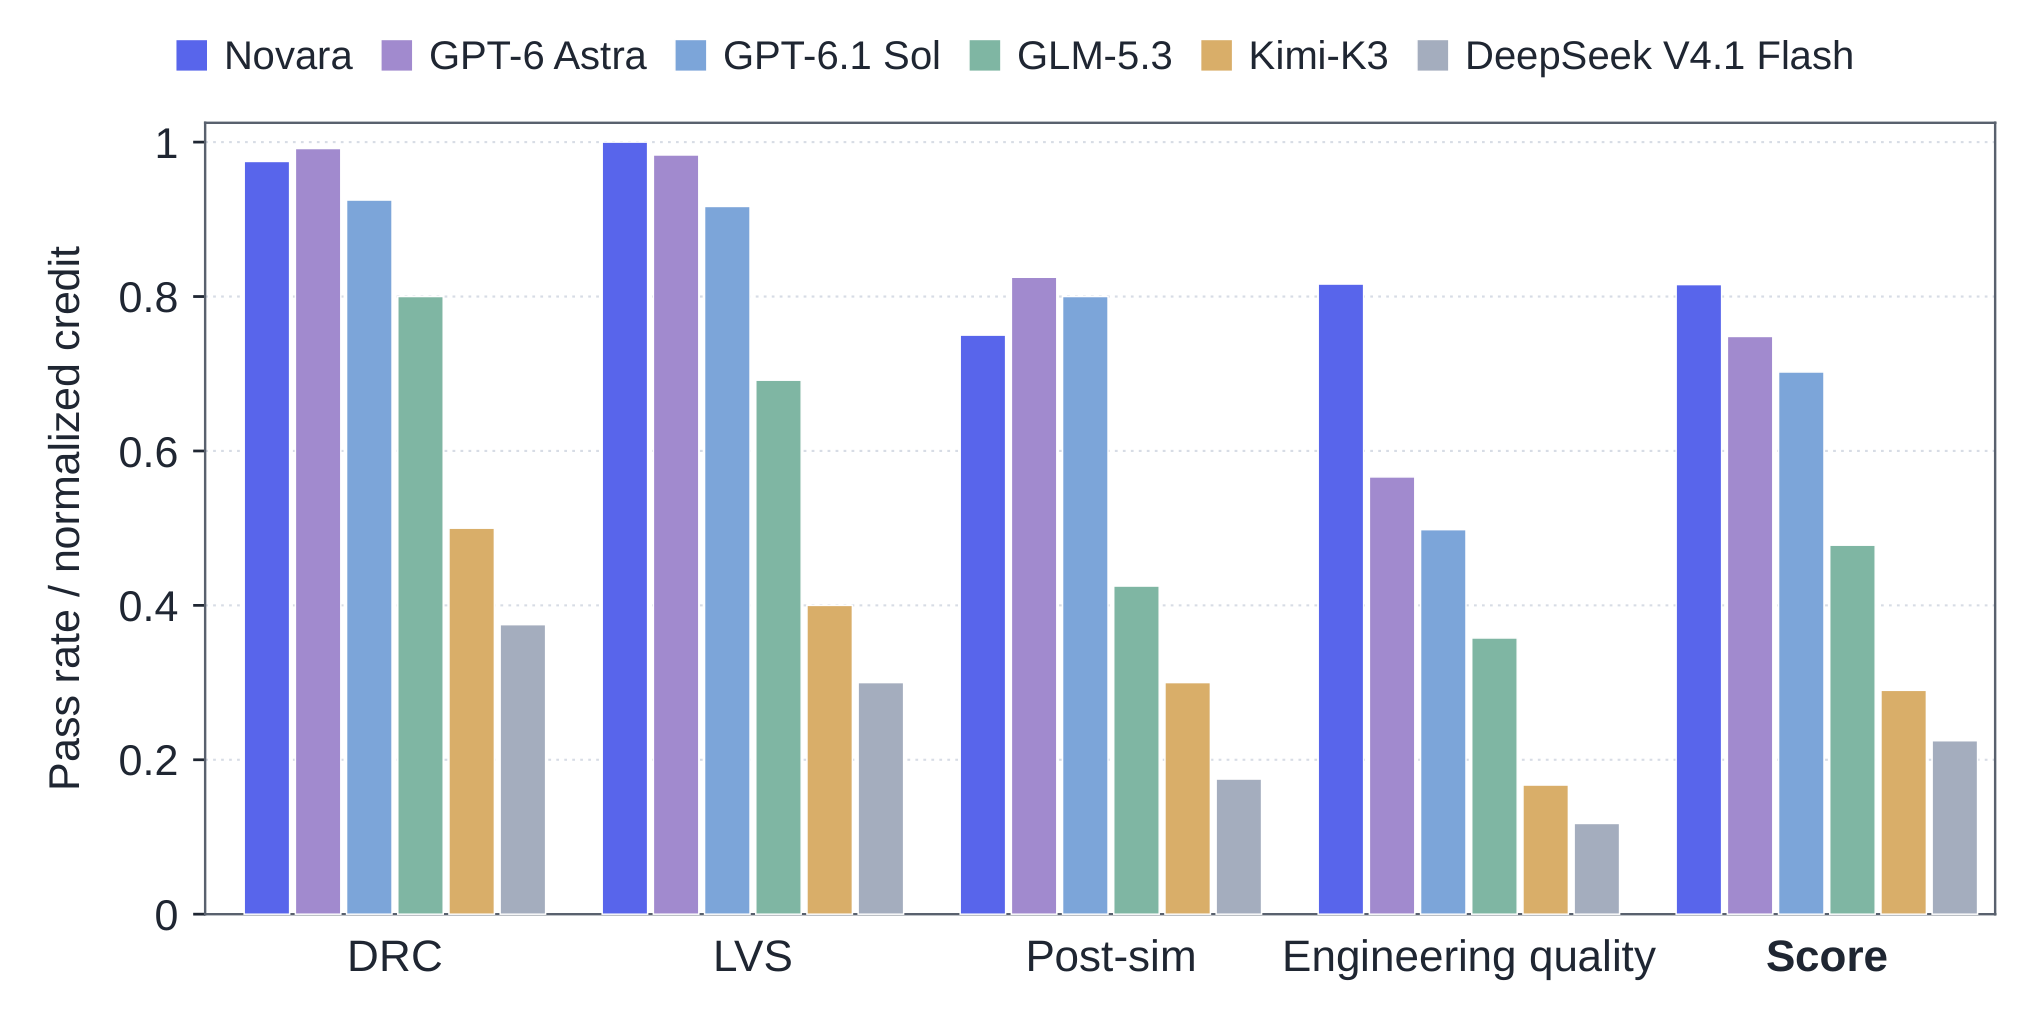 Novara GPT-6 Astra GPT-6.1 Sol GLM-5.3 Kimi-K3 DeepSeek V4.1 Flash
Pass rate / normalized credit
1
0.8
0.6
0.4
0.2
0
DRC LVS Post-sim Engineering quality Score